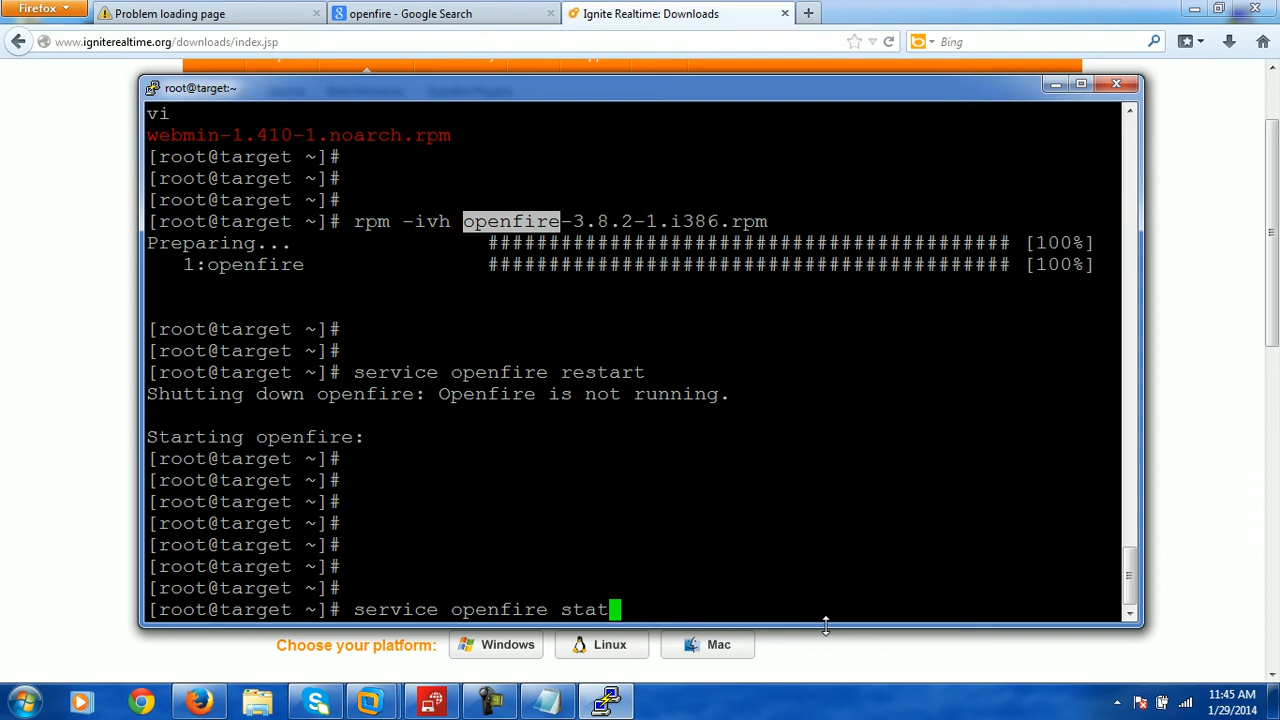 Firefox
Problem loading page
openfire - Google Search
Ignite Realtime: Downloads
www.igniterealtime.org/downloads/index.jsp
Bing
root@target:~
vi
webmin-1.410-1.noarch.rpm
[root@target ~]#
[root@target ~]#
[root@target ~]#
[root@target ~]# rpm -ivh openfire-3.8.2-1.i386.rpm
Preparing... ########################################### [100%]
1:openfire ########################################### [100%]
[root@target ~]#
[root@target ~]#
[root@target ~]# service openfire restart
Shutting down openfire: Openfire is not running.
Starting openfire:
[root@target ~]#
[root@target ~]#
[root@target ~]#
[root@target ~]#
[root@target ~]#
[root@target ~]#
[root@target ~]#
[root@target ~]# service openfire stat
Choose your platform: Windows Linux Mac
11:45 AM
1/29/2014